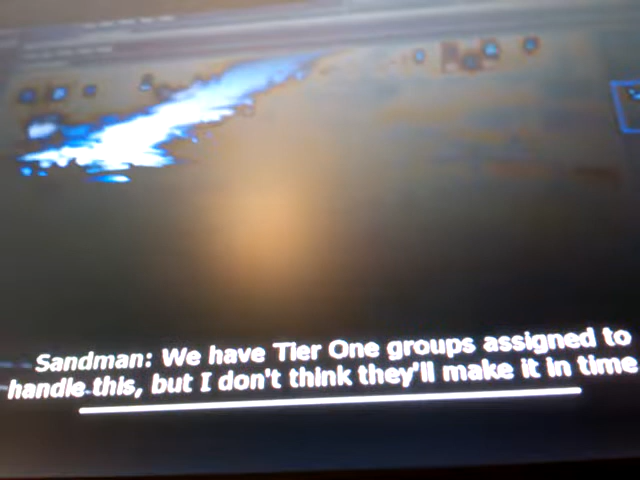 Sandman: We have Tier One groups assigned to
handle this, but I don't think they'll make it in time